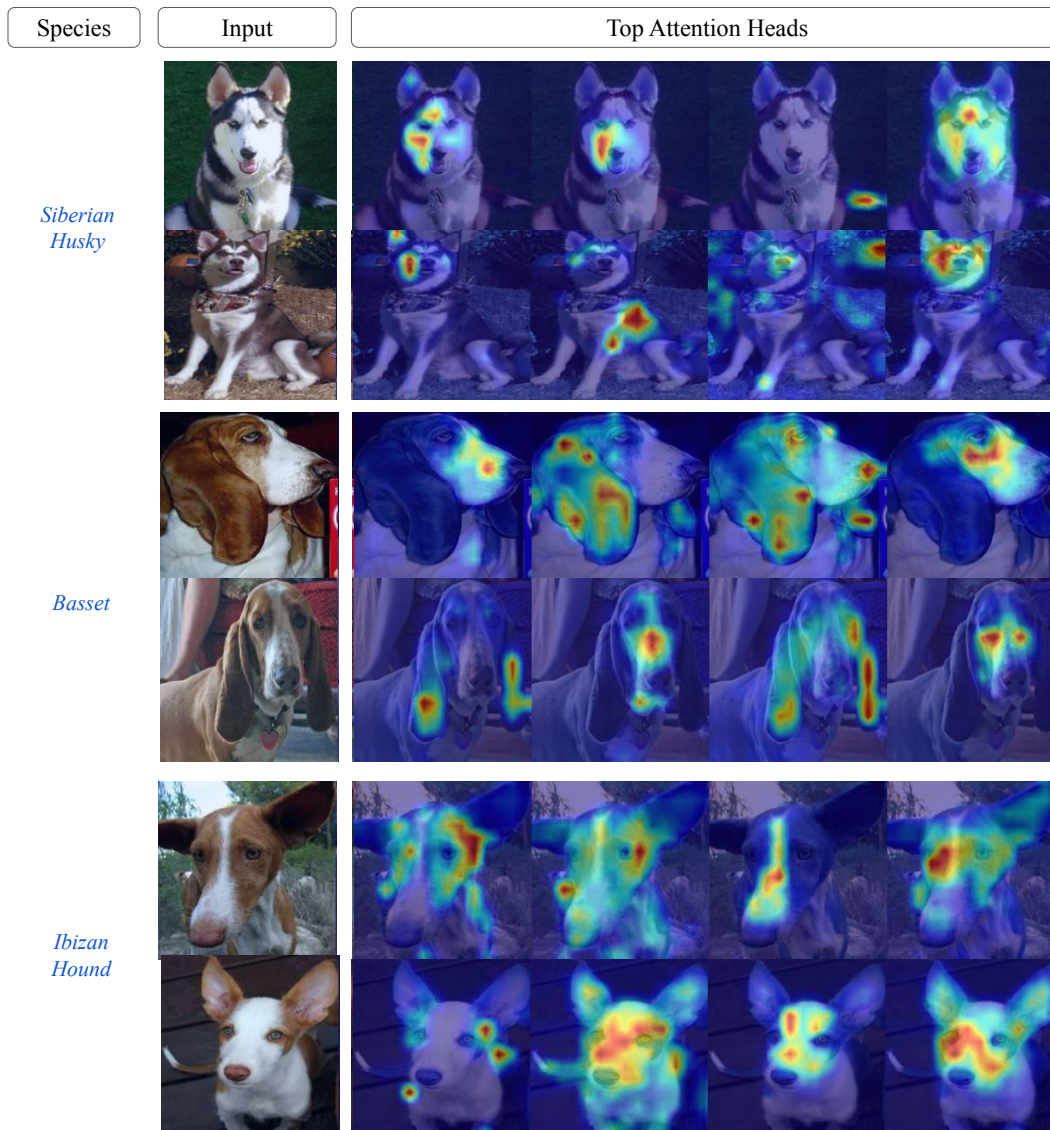 Species
Input
Top Attention Heads
Siberian
Husky
Basset
Ibizan
Hound